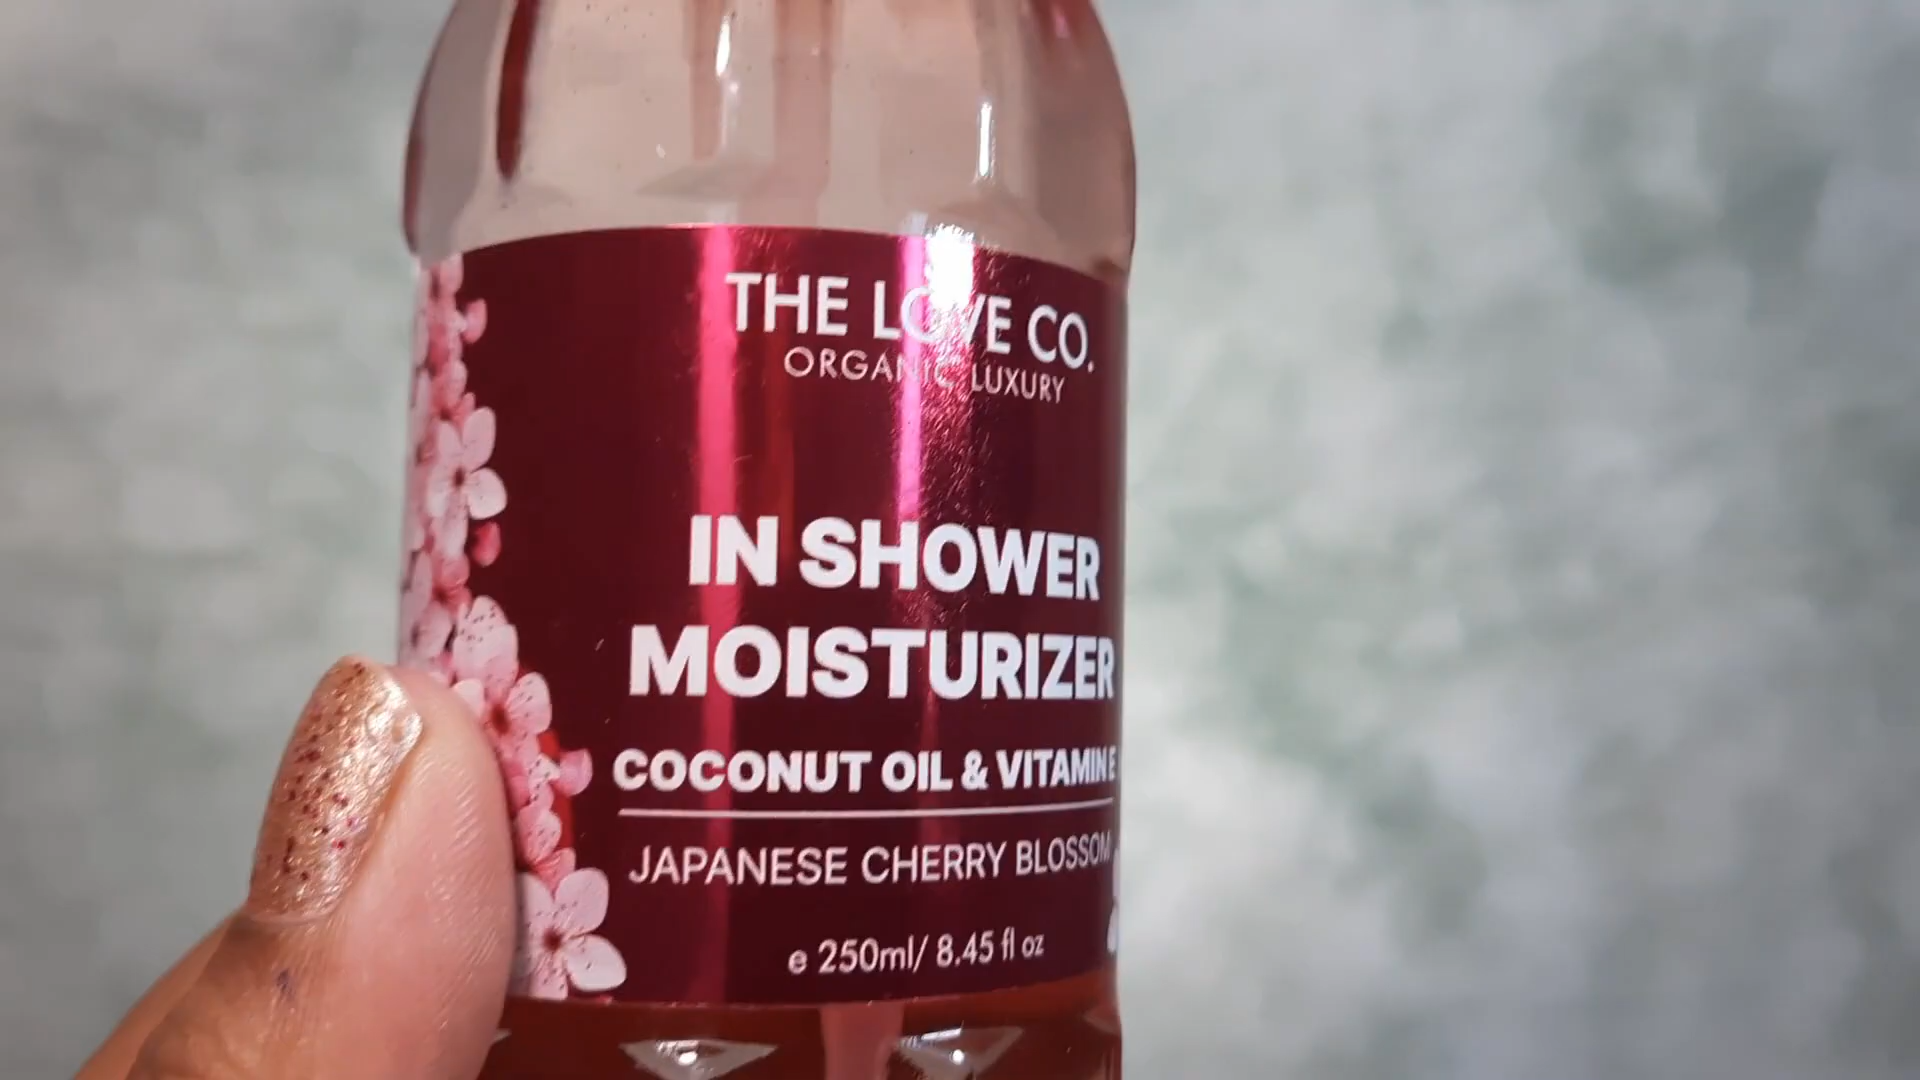 THE LOVE CO.
ORGANIC LUXURY
IN SHOWER
MOISTURIZER
COCONUT OIL & VITAMIN E
JAPANESE CHERRY BLOSSOM
e 250ml/ 8.45 fl oz